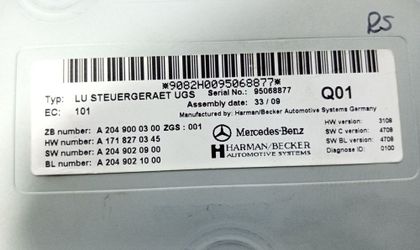 RS
*9082H0095068877*
Typ: LU STEUERGERAET UGS Serial No.: 95068877 Q01
EC: 101 Assembly date: 33 / 09
Manufactured by: Harman/Becker Automotive Systems Germany
ZB number: A 204 900 03 00 ZGS : 001 HW version: 3108
HW number: A 171 827 03 45 Mercedes-Benz SW C version: 4708
SW number: A 204 902 09 00 HARMAN/BECKER SW BL version: 4708
BL number: A 204 902 10 00 AUTOMOTIVE SYSTEMS Diagnose ID: 0100